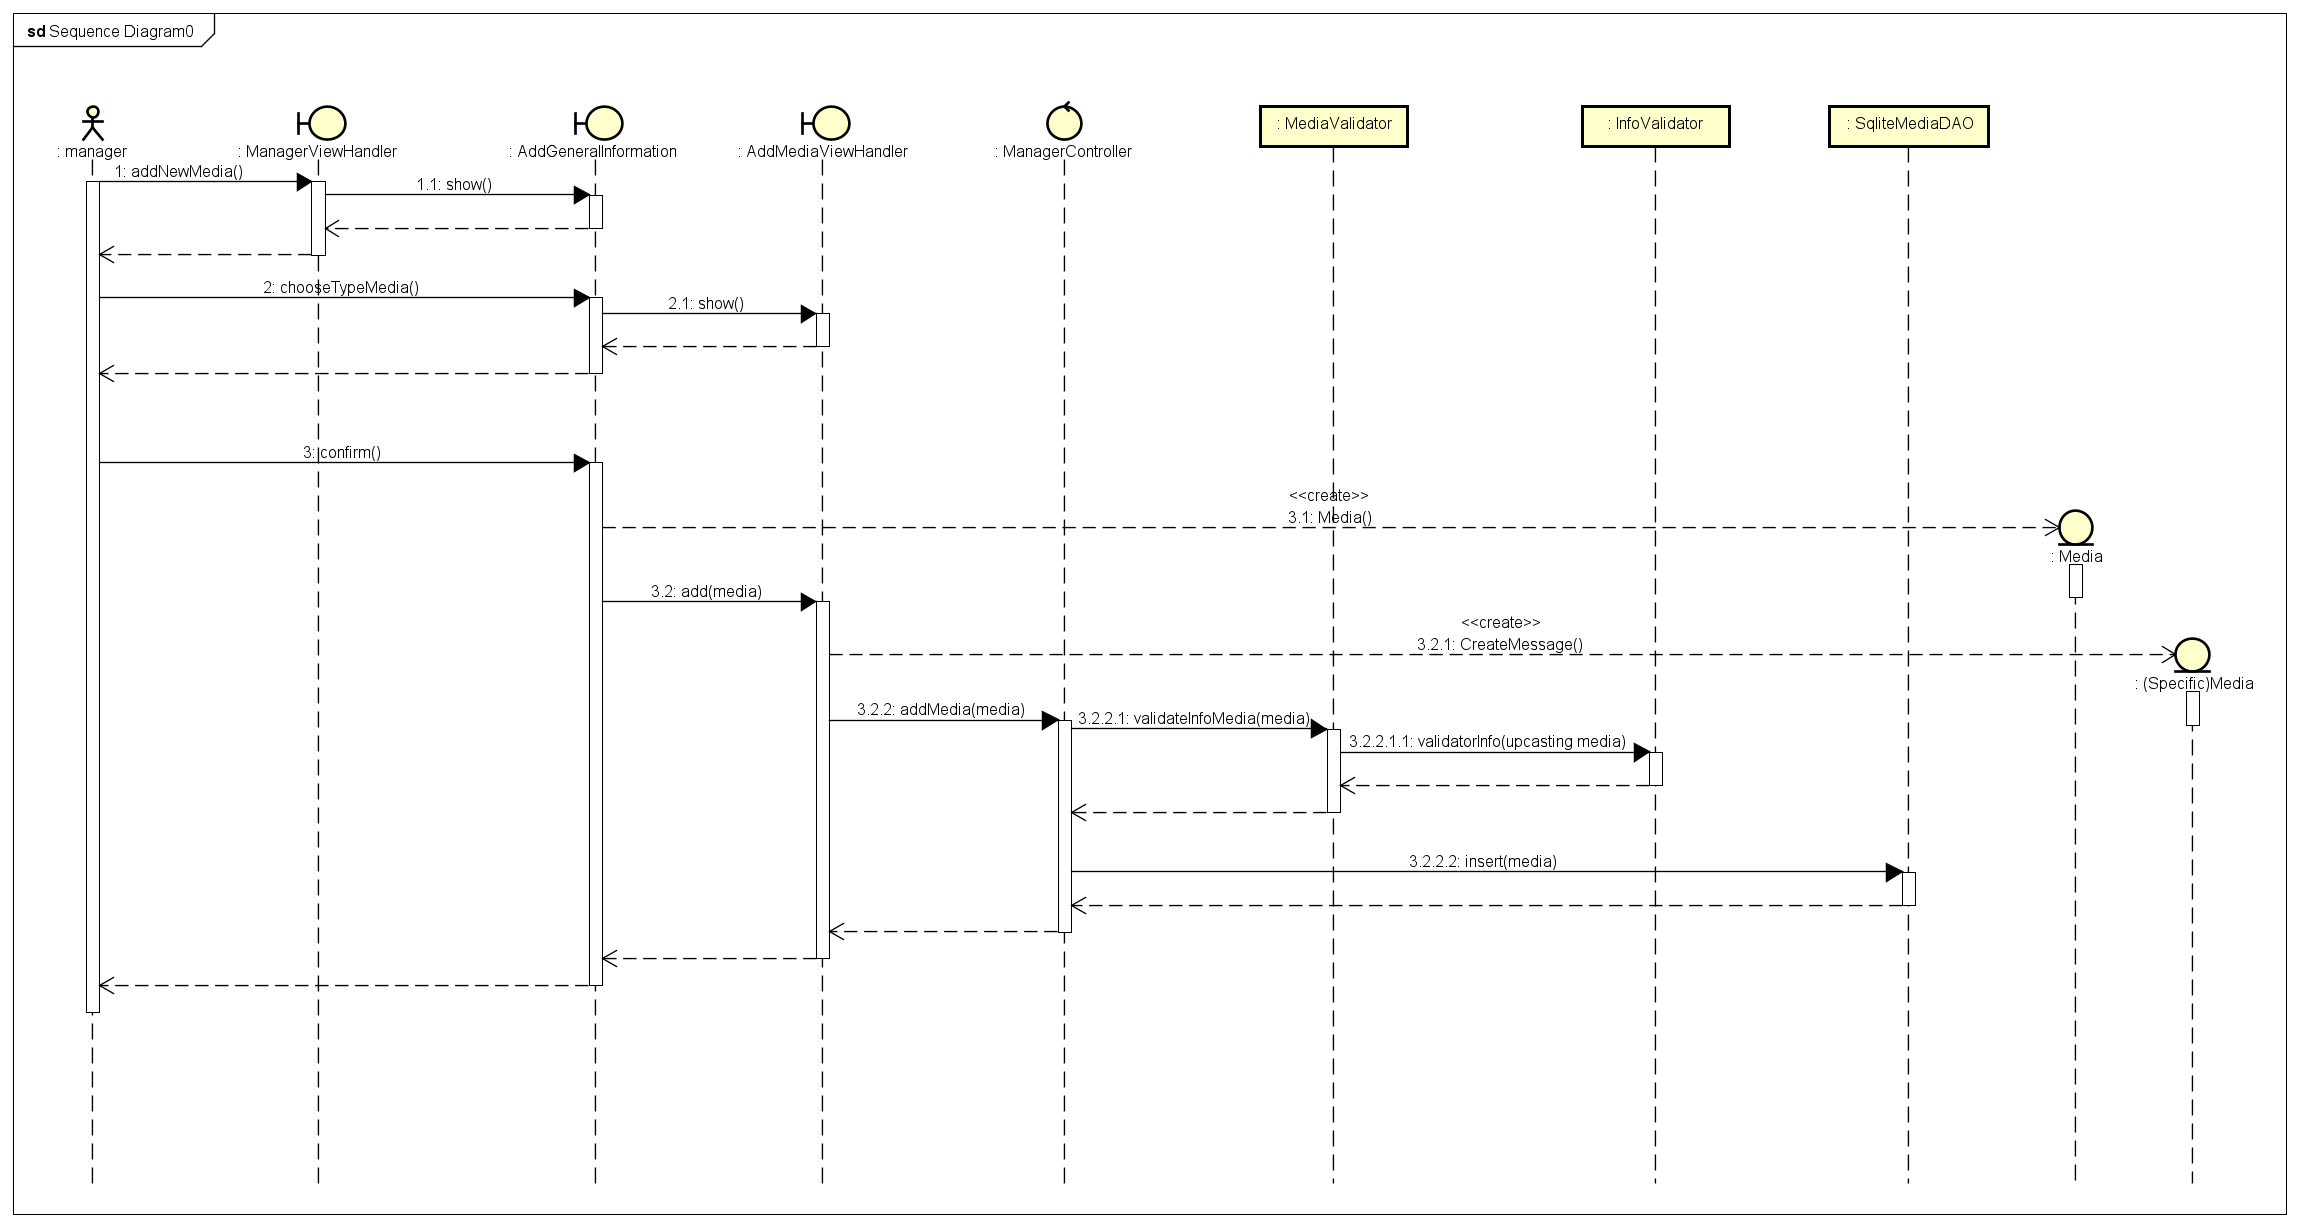 sd Sequence Diagram0
: manager
: ManagerViewHandler
: AddGeneralInformation
: AddMediaViewHandler
: ManagerController
: MediaValidator
: InfoValidator
: SqliteMediaDAO
1: addNewMedia()
1.1: show()
2: chooseTypeMedia()
2.1: show()
3: confirm()
<<create>>
3.1: Media()
: Media
3.2: add(media)
<<create>>
3.2.1: CreateMessage()
: (Specific)Media
3.2.2: addMedia(media)
3.2.2.1: validateInfoMedia(media)
3.2.2.1.1: validatorInfo(upcasting media)
3.2.2.2: insert(media)